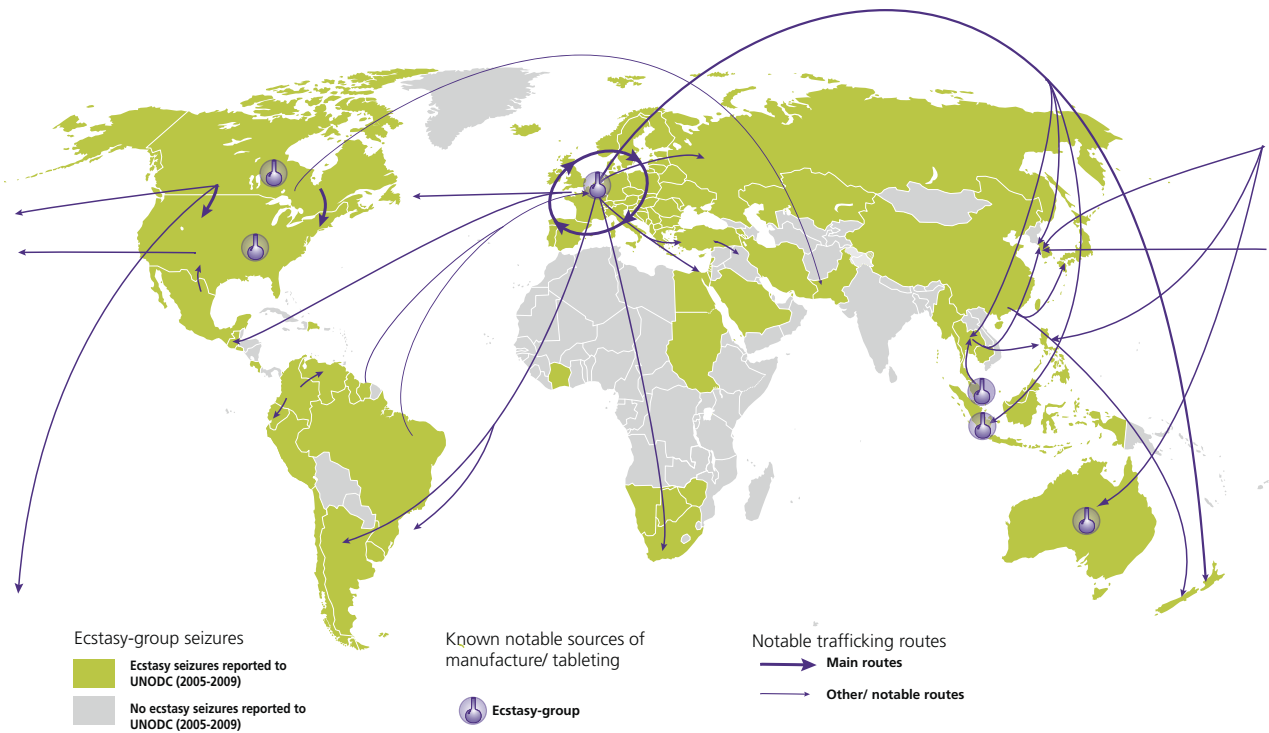 Ecstasy-group seizures
Ecstasy seizures reported to
UNODC (2005-2009)
No ecstasy seizures reported to
UNODC (2005-2009)
Known notable sources of
manufacture/ tableting
Ecstasy-group
Notable trafficking routes
Main routes
Other/ notable routes